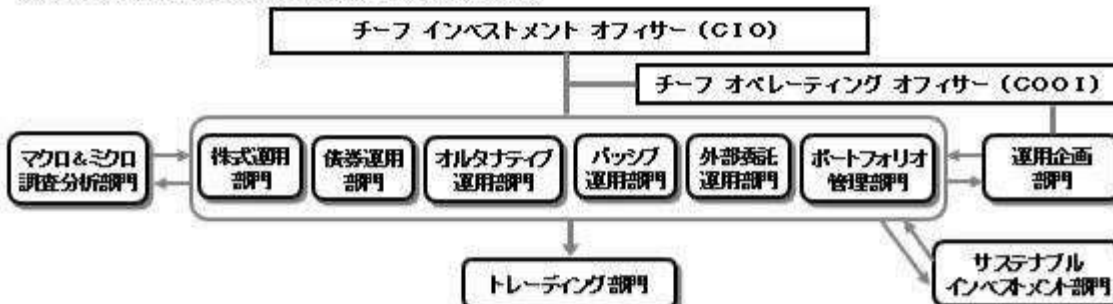 チーフ インベストメント オフィサー (CIO)
チーフ オペレーティング オフィサー (COOI)
マクロ&ミクロ
調査分析部門
株式運用
部門
債券運用
部門
オルタナティブ
運用部門
パッシブ
運用部門
外部委託
運用部門
ポートフォリオ
管理部門
運用企画
部門
トレーディング部門
サステナブル
インベストメント部門